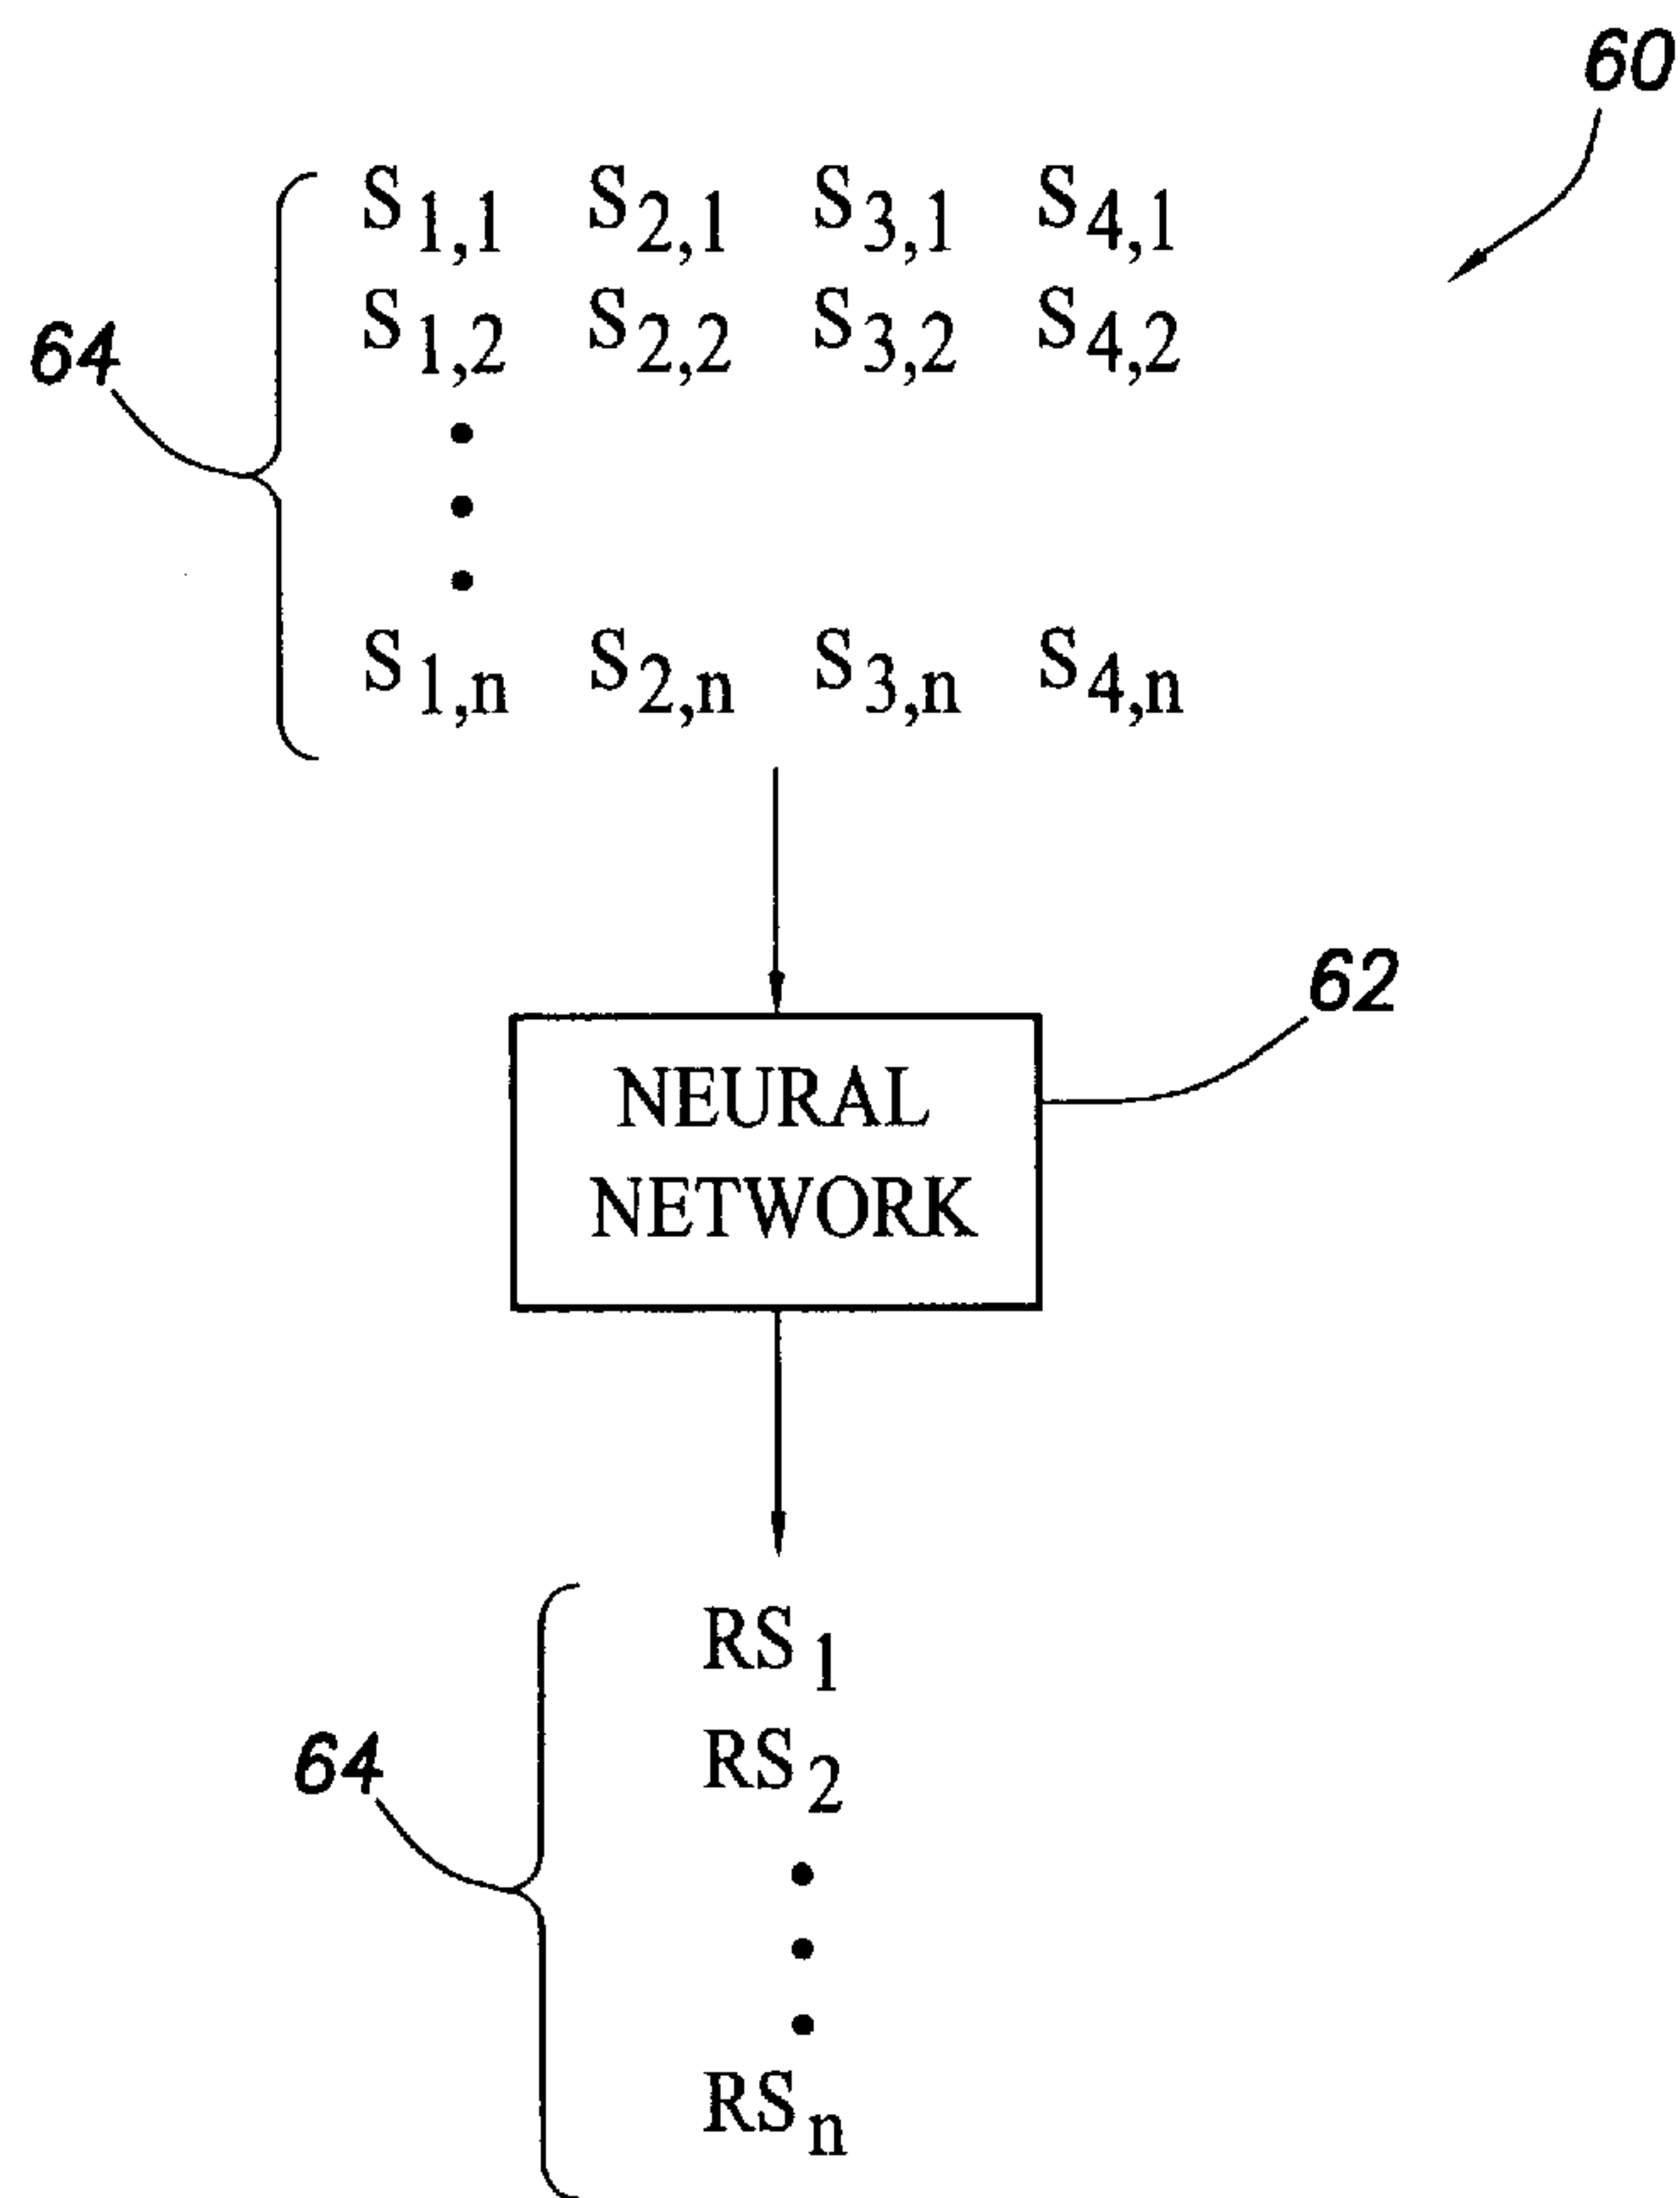 60
S1,1 S2,1 S3,1 S4,1
S1,2 S2,2 S3,2 S4,2
64
S1,n S2,n S3,n S4,n
62
NEURAL
NETWORK
RS1
RS2
64
RSn